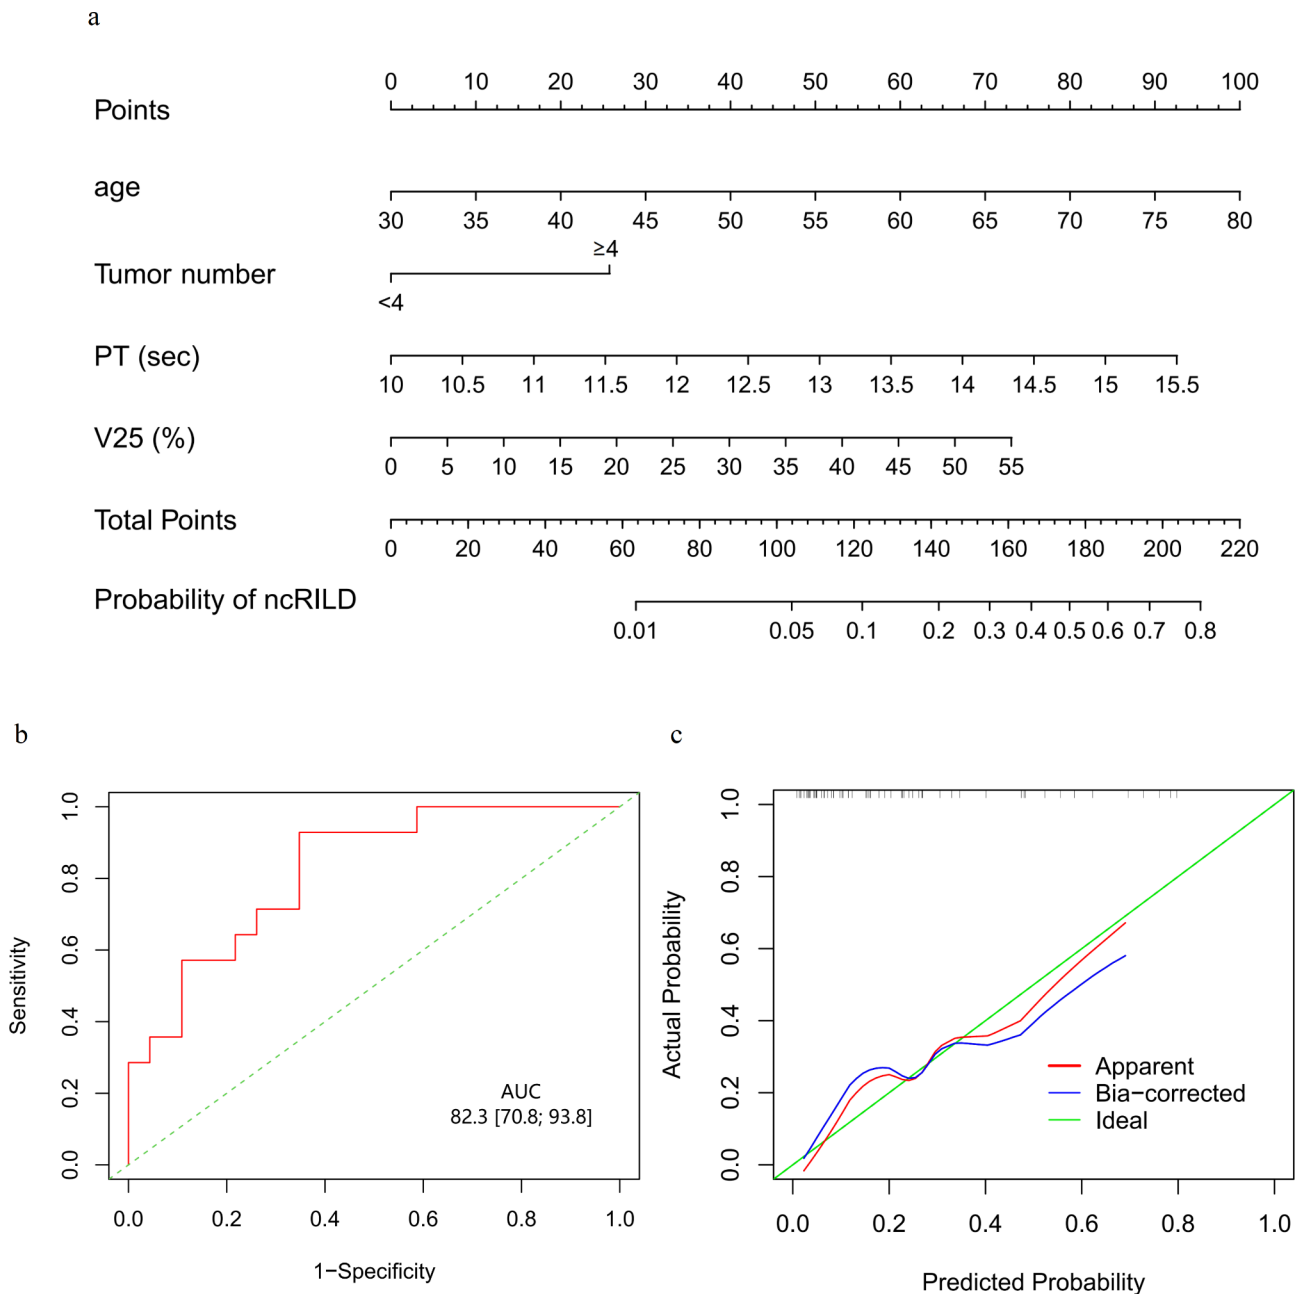 a
0 10 20 30 40 50 60 70 80 90 100
Points
age
30 35 40 45 50 55 60 65 70 75 80
≥4
Tumor number
<4
PT (sec)
10 10.5 11 11.5 12 12.5 13 13.5 14 14.5 15 15.5
V25 (%)
0 5 10 15 20 25 30 35 40 45 50 55
Total Points
0 20 40 60 80 100 120 140 160 180 200 220
Probability of ncRILD
0.01 0.05 0.1 0.2 0.3 0.4 0.5 0.6 0.7 0.8
b
Sensitivity
1.0
0.8
0.6
0.4
0.2
0.0
AUC
82.3 [70.8; 93.8]
0.0 0.2 0.4 0.6 0.8 1.0
1−Specificity
c
Actual Probability
1.0
0.8
0.6
0.4
0.2
0.0
Apparent
Bia−corrected
Ideal
0.0 0.2 0.4 0.6 0.8 1.0
Predicted Probability